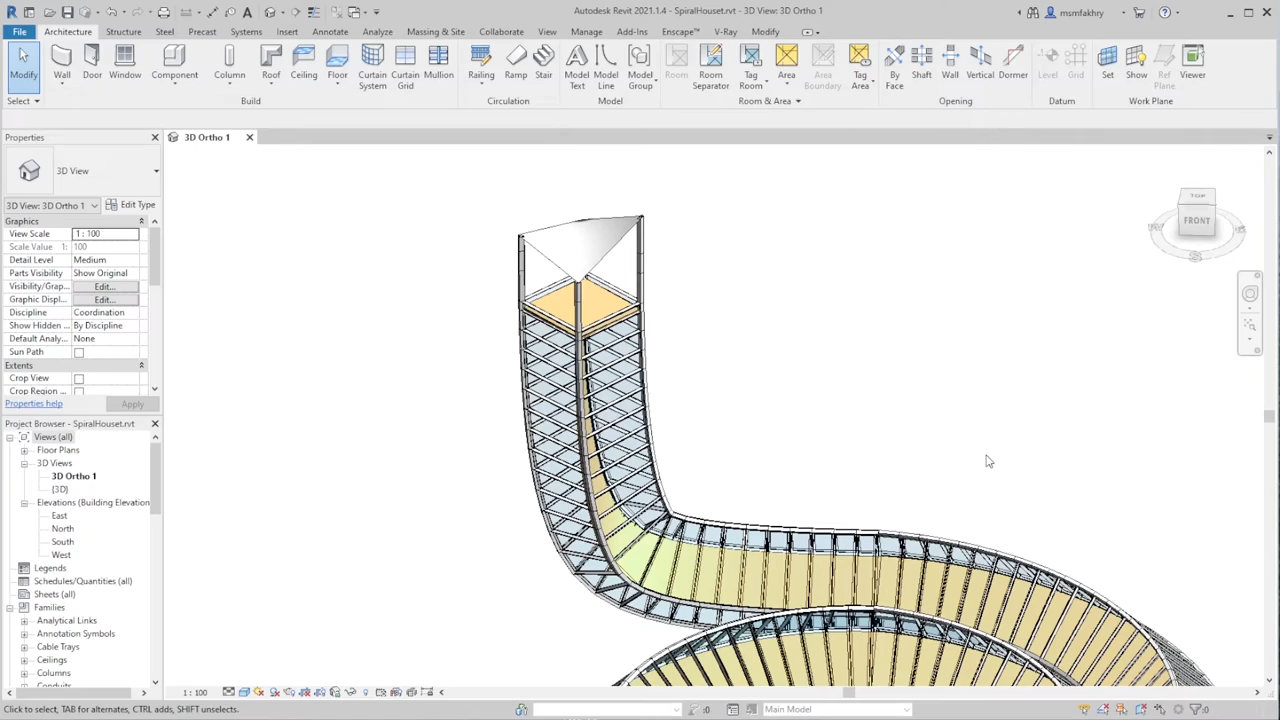 Autodesk Revit 2021.1.4 - SpiralHouset.rvt - 3D View: 3D Ortho 1
msmfakhry
File Architecture Structure Steel Precast Systems Insert Annotate Analyze Massing & Site Collaborate View Manage Add-Ins Enscape™ V-Ray Modify
Modify Wall Door Window Component Column Roof Ceiling Floor Curtain System Curtain Grid Mullion Railing Ramp Stair Model Text Model Line Model Group Room Room Separator Tag Room Area Area Boundary Tag Area By Face Shaft Wall Vertical Dormer Level Grid Set Show Ref Plane Viewer
Select Build Circulation Model Room & Area Opening Datum Work Plane
Properties
3D Ortho 1
3D View
3D View: 3D Ortho 1 Edit Type
Graphics
View Scale 1 : 100
Scale Value 1: 100
Detail Level Medium
Parts Visibility Show Original
Visibility/Grap... Edit...
Graphic Displ... Edit...
Discipline Coordination
Show Hidden ... By Discipline
Default Analy... None
Sun Path
Extents
Crop View
Crop Region ...
Properties help Apply
Project Browser - SpiralHouset.rvt
Views (all)
Floor Plans
3D Views
3D Ortho 1
{3D}
Elevations (Building Elevation
East
North
South
West
Legends
Schedules/Quantities (all)
Sheets (all)
Families
Analytical Links
Annotation Symbols
Cable Trays
Ceilings
Columns
Conduits
TOP
FRONT
1 : 100
Click to select, TAB for alternates, CTRL adds, SHIFT unselects.
:0
Main Model
:0